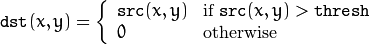 dst(x,y) = { src(x,y) if src(x,y) > thresh
0 otherwise